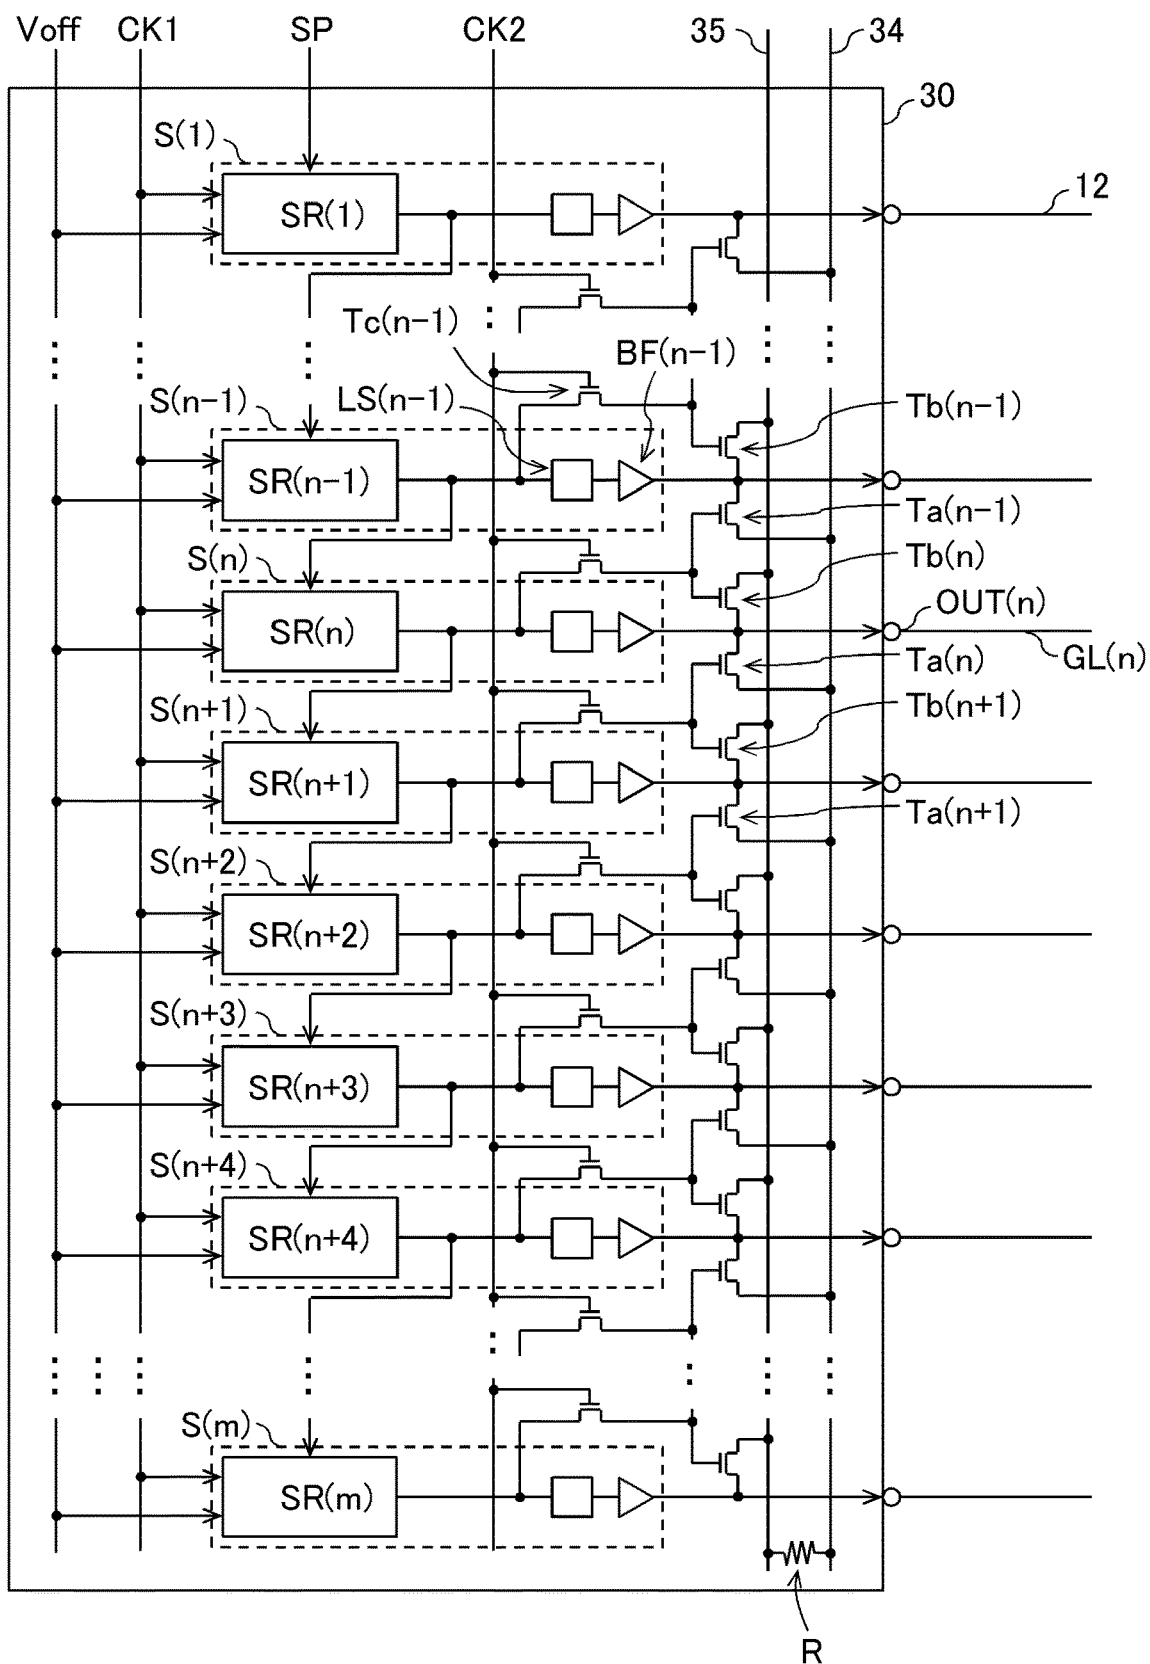 Voff CK1 SP CK2 35 34
30
S(1)
SR(1)
12
Tc(n-1)
BF(n-1)
LS(n-1)
S(n-1)
Tb(n-1)
SR(n-1)
Ta(n-1)
S(n)
Tb(n)
OUT(n)
SR(n)
GL(n)
Ta(n)
S(n+1)
Tb(n+1)
SR(n+1)
Ta(n+1)
S(n+2)
SR(n+2)
S(n+3)
SR(n+3)
S(n+4)
SR(n+4)
S(m)
SR(m)
R